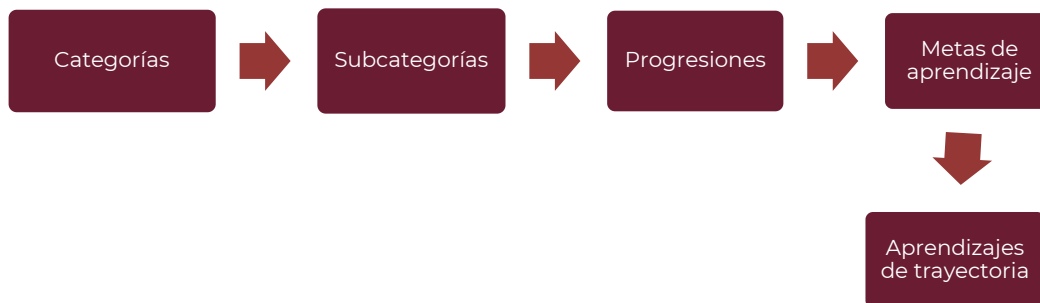 Categorías
Subcategorías
Progresiones
Metas de
aprendizaje
Aprendizajes
de trayectoria